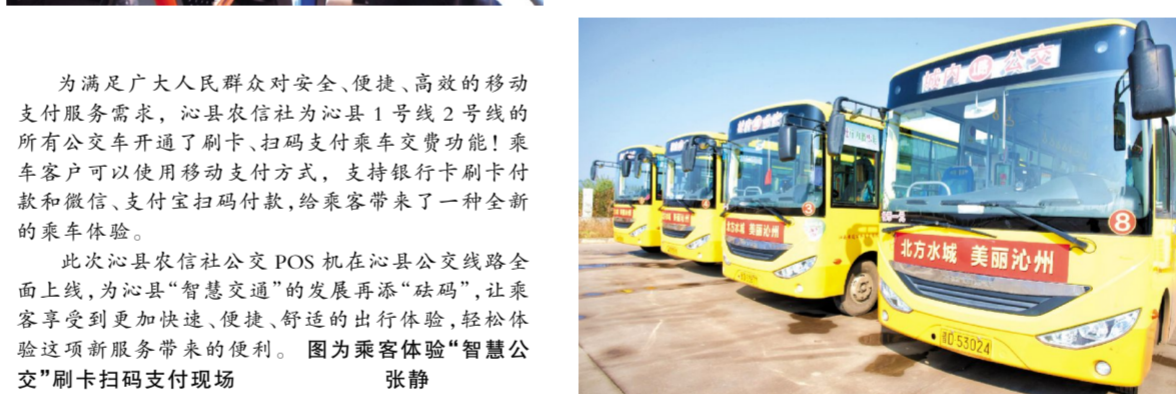 为满足广大人民群众对安全、便捷、高效的移动
支付服务需求，沁县农信社为沁县1号线2号线的
所有公交车开通了刷卡、扫码支付乘车交费功能！乘
车客户可以使用移动支付方式，支持银行卡刷卡付
款和微信、支付宝扫码付款，给乘客带来了一种全新
的乘车体验。
此次沁县农信社公交POS机在沁县公交线路全
面上线，为沁县“智慧交通”的发展再添“砝码”，让乘
客享受到更加快速、便捷、舒适的出行体验，轻松体
验这项新服务带来的便利。 图为乘客体验“智慧公
交”刷卡扫码支付现场 张静
城内 1路 公交
8
北方水城 美丽沁州
D53024
3
北方水城 美丽沁州